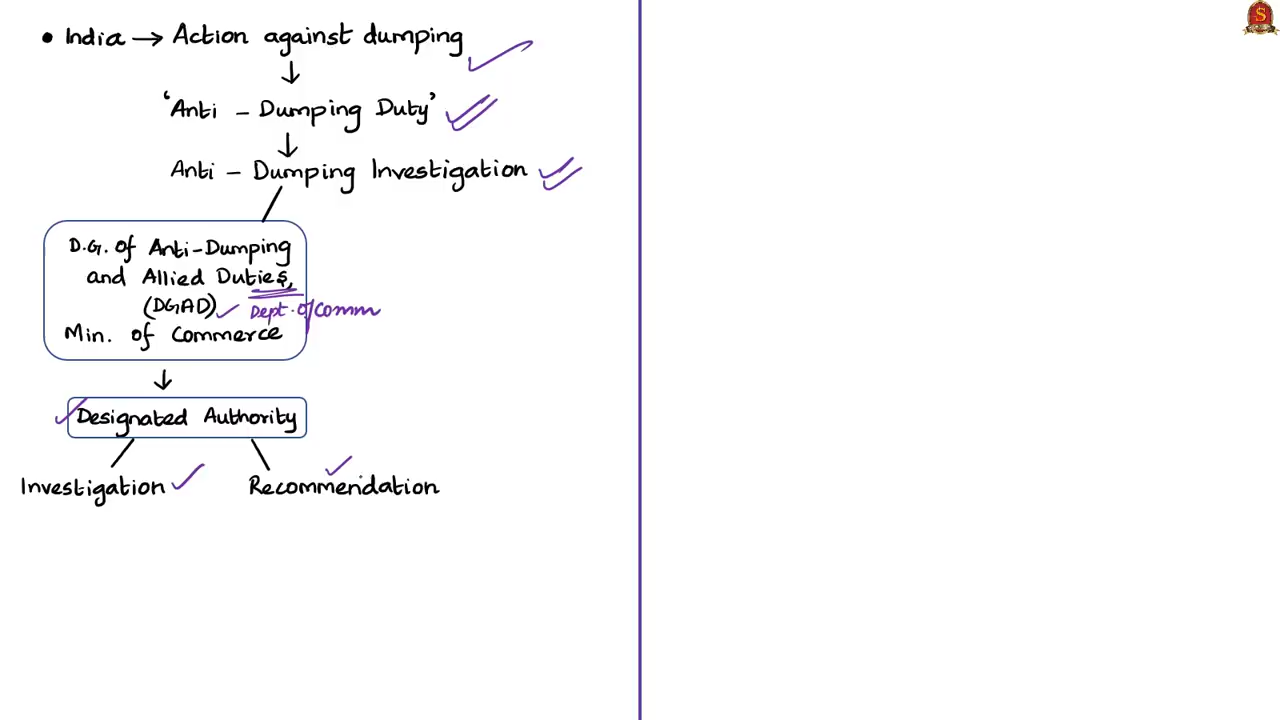 • India → Action against dumping
↓
'Anti - Dumping Duty'
↓
Anti - Dumping Investigation
D.G. of Anti-Dumping
and Allied Duties,
(DGAD) Dept. of Comm
Min. of Commerce
↓
Designated Authority
Investigation Recommendation
S